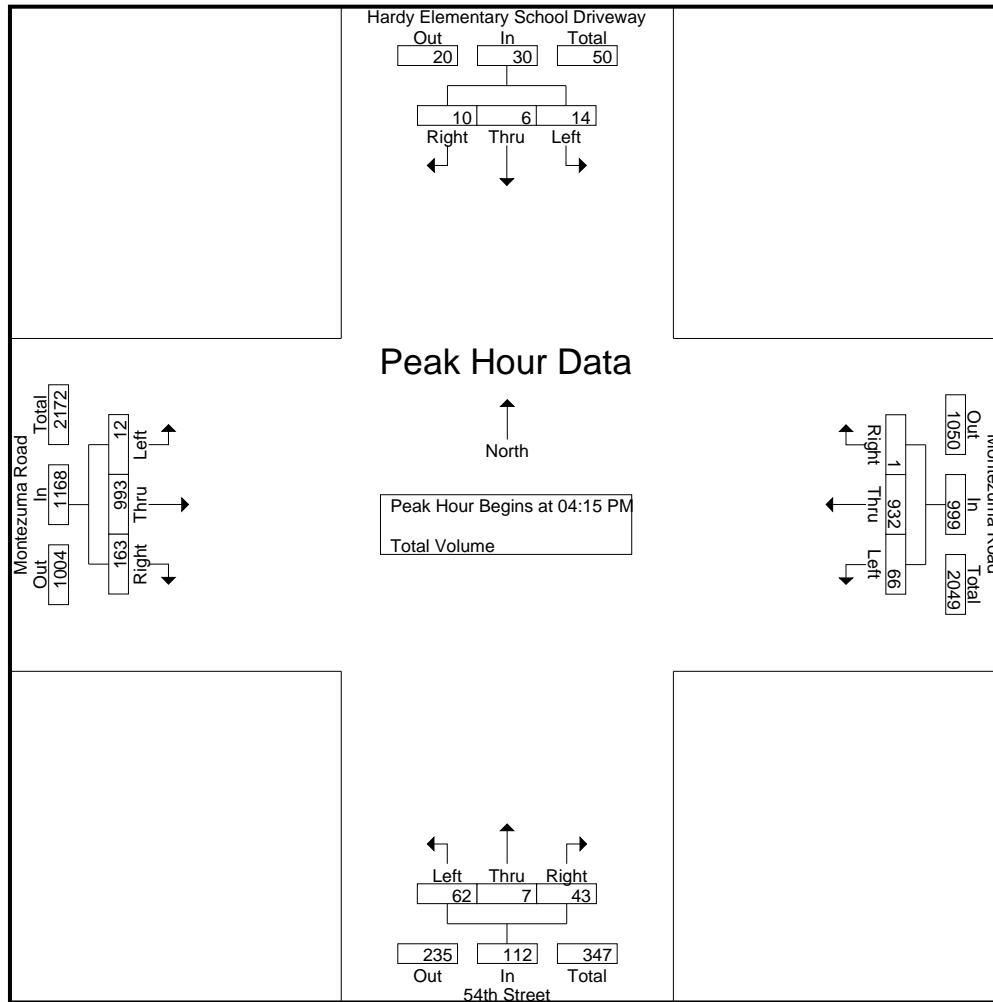 Hardy Elementary School Driveway
Out In Total
20 30 50
10 6 14
Right Thru Left
Peak Hour Data
North
Peak Hour Begins at 04:15 PM
Total Volume
Montezuma Road
Out In Total
1004 1168 2172
12 993 163
Left Thru Right
Montezuma Road
Out In Total
1050 999 2049
1 932 66
Right Thru Left
Left Thru Right
62 7 43
235 112 347
Out In Total
54th Street